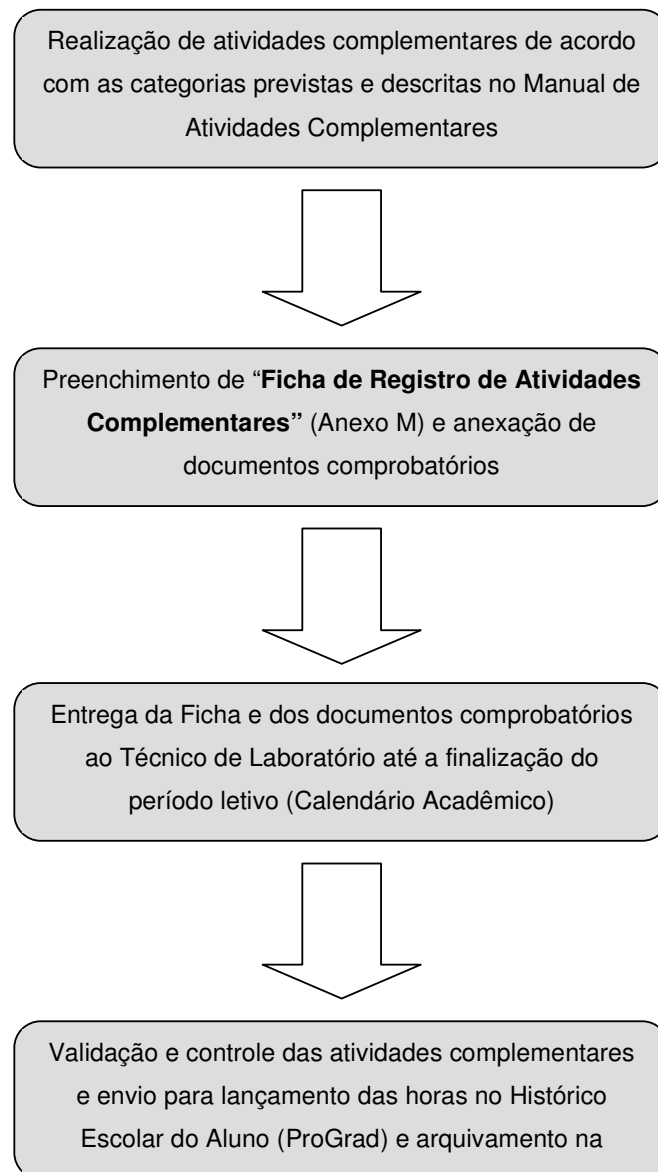 Realização de atividades complementares de acordo
com as categorias previstas e descritas no Manual de
Atividades Complementares
Preenchimento de “Ficha de Registro de Atividades
Complementares” (Anexo M) e anexação de
documentos comprobatórios
Entrega da Ficha e dos documentos comprobatórios
ao Técnico de Laboratório até a finalização do
período letivo (Calendário Acadêmico)
Validação e controle das atividades complementares
e envio para lançamento das horas no Histórico
Escolar do Aluno (ProGrad) e arquivamento na